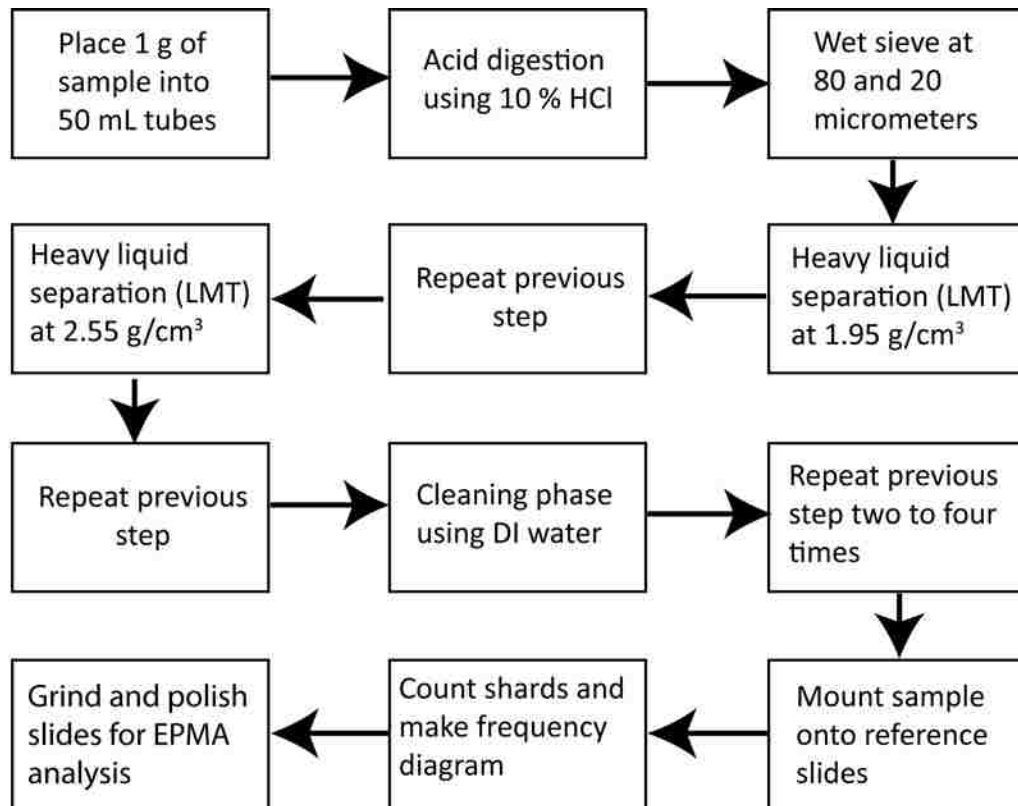 Place 1 g of
sample into
50 mL tubes
Acid digestion
using 10 % HCl
Wet sieve at
80 and 20
micrometers
Heavy liquid
separation (LMT)
at 1.95 g/cm³
Repeat previous
step
Heavy liquid
separation (LMT)
at 2.55 g/cm³
Repeat previous
step
Cleaning phase
using DI water
Repeat previous
step two to four
times
Mount sample
onto reference
slides
Count shards and
make frequency
diagram
Grind and polish
slides for EPMA
analysis